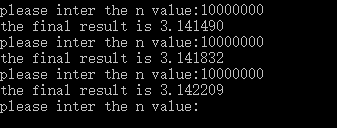 please inter the n value:10000000
the final result is 3.141490
please inter the n value:10000000
the final result is 3.141832
please inter the n value:10000000
the final result is 3.142209
please inter the n value: